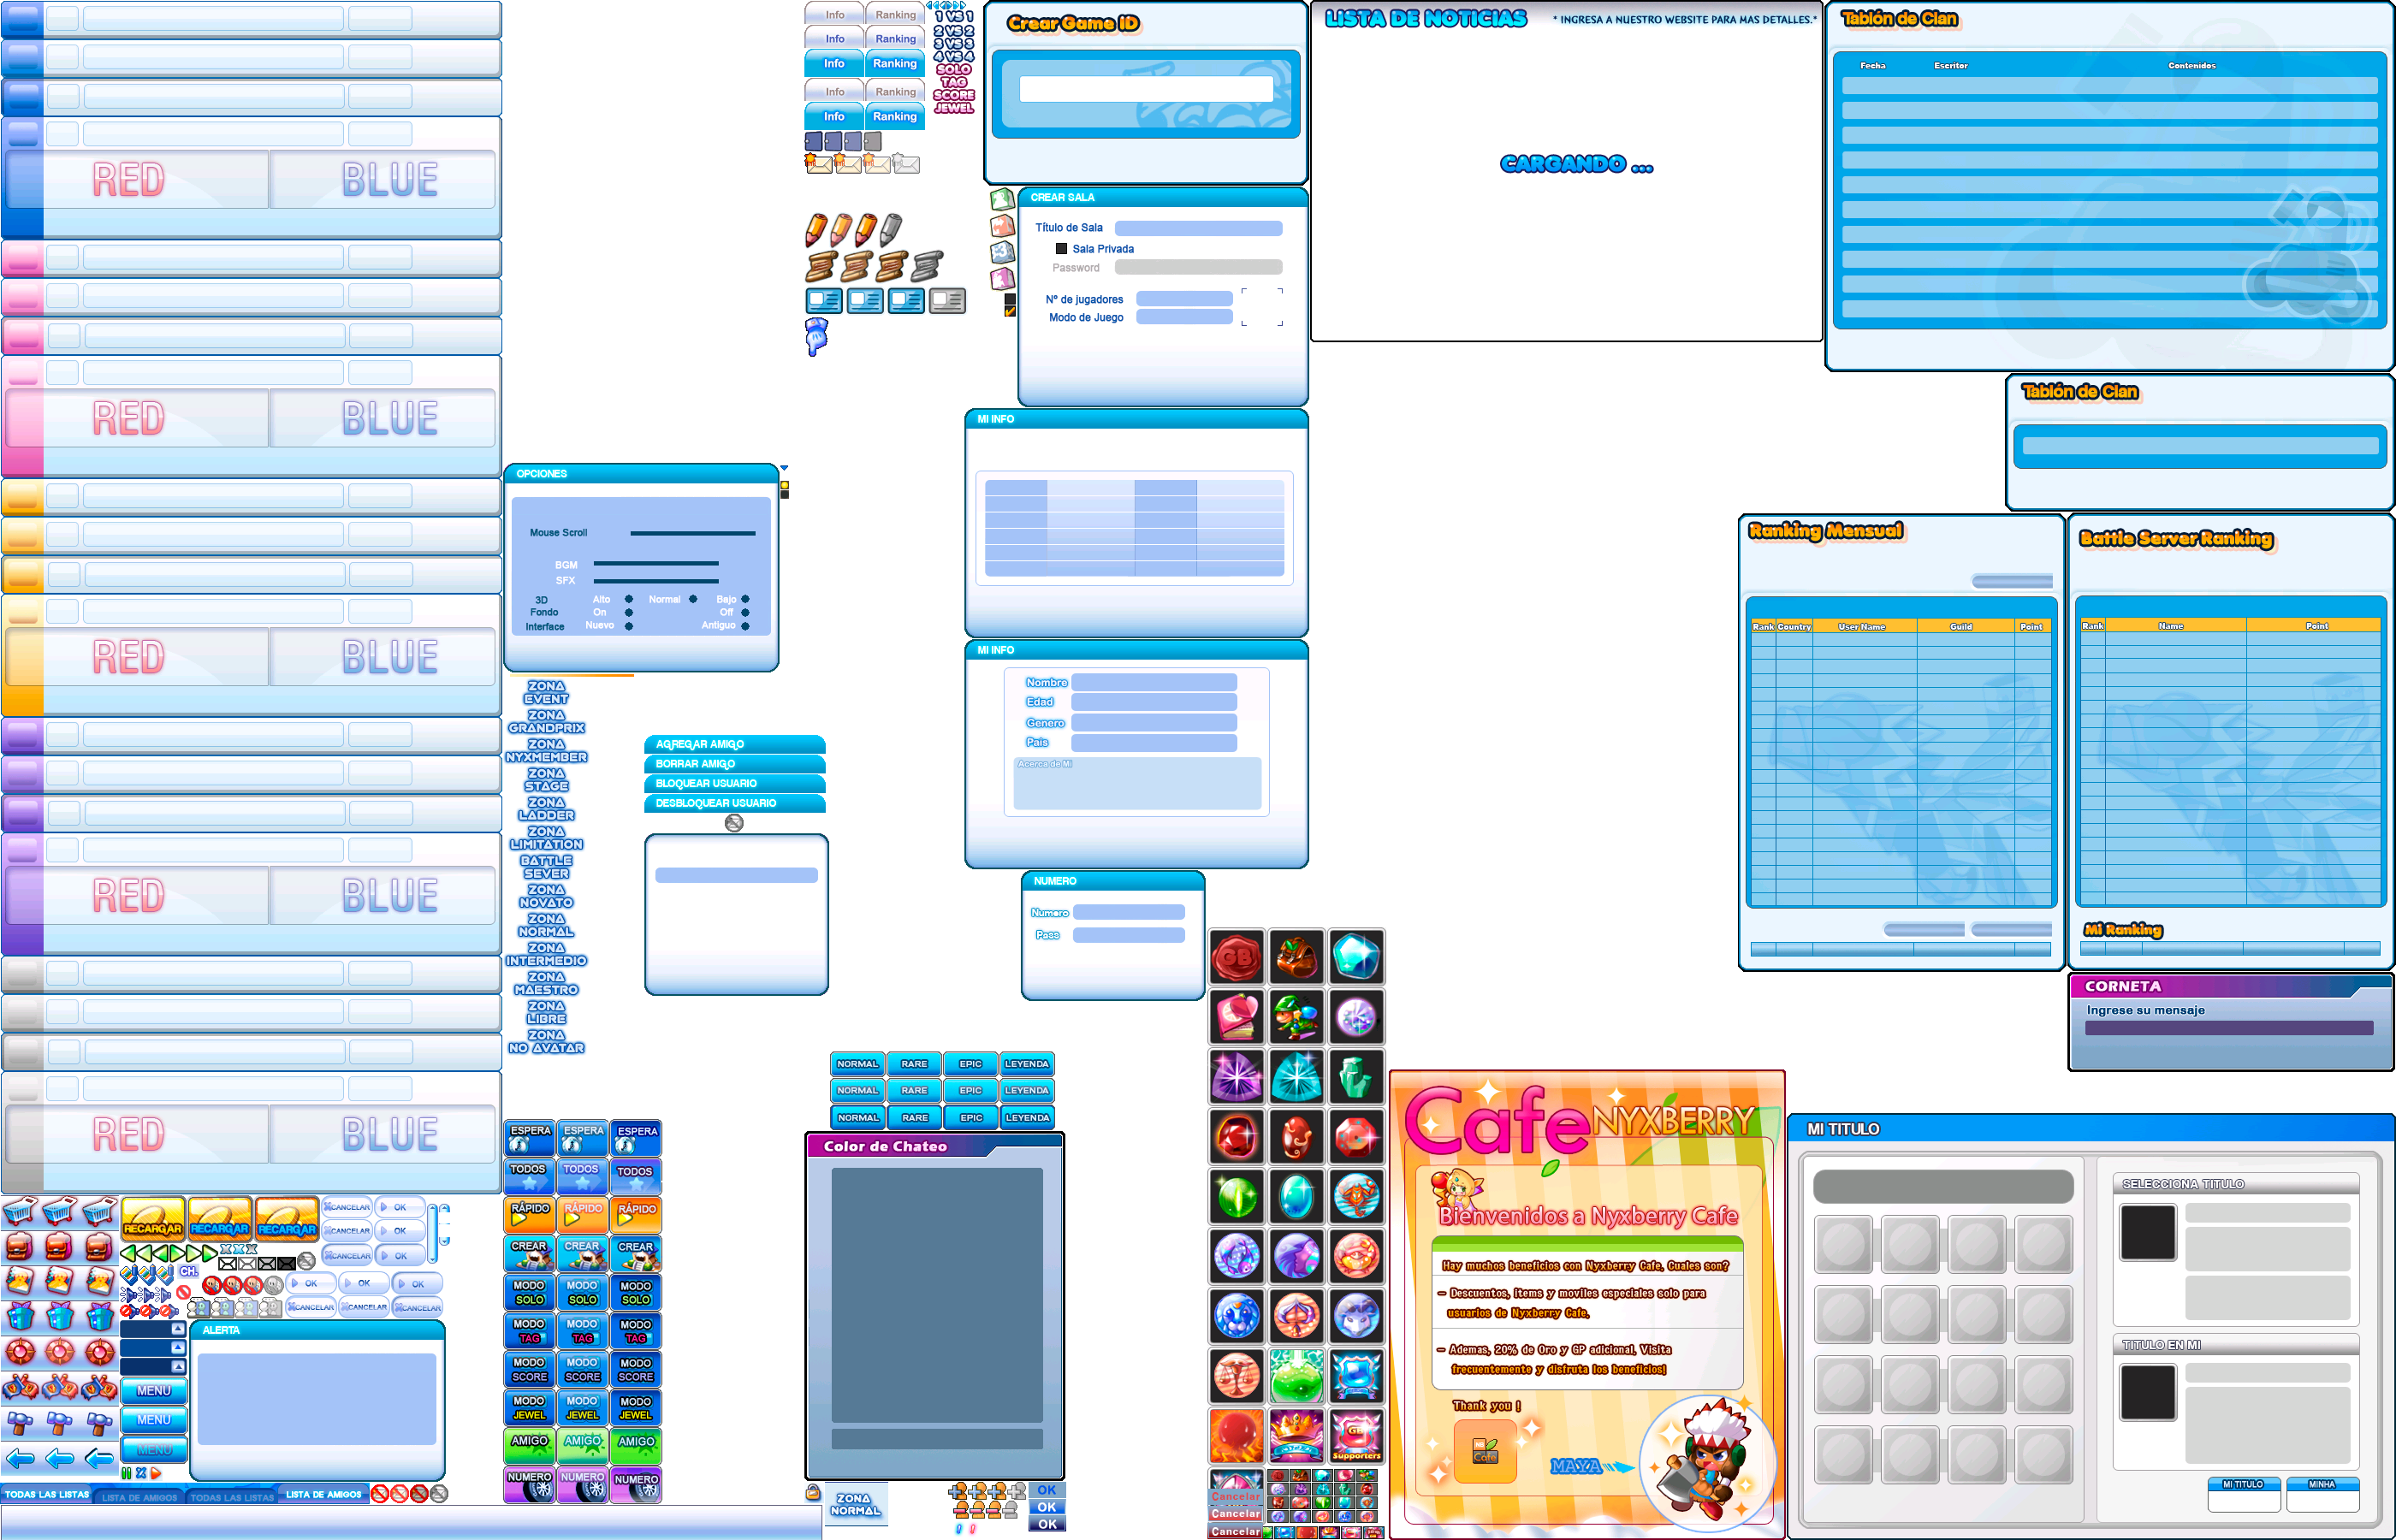 RED BLUE
RED BLUE
RED BLUE
RED BLUE
RED BLUE
Info Ranking
Info Ranking
Info Ranking
Info Ranking
Info Ranking
1 VS 1
2 VS 2
3 VS 3
4 VS 4
SOLO
TAG
SCORE
JEWEL
Crear Game ID
LISTA DE NOTICIAS * INGRESA A NUESTRO WEBSITE PARA MAS DETALLES.*
CARGANDO ...
Tablón de Clan
Fecha Escritor Contenidos
CREAR SALA
Título de Sala
Sala Privada
Password
Nº de jugadores
Modo de Juego
Tablón de Clan
MI INFO
OPCIONES
Mouse Scroll
BGM
SFX
3D Alto Normal Bajo
Fondo On Off
Interface Nuevo Antiguo
Ranking Mensual
Rank Country User Name Guild Point
Battle Server Ranking
Rank Name Point
Mi Ranking
MI INFO
Nombre
Edad
Genero
Pais
Acerca de Mi
ZONA
EVENT
ZONA
GRANDPRIX
ZONA
NYXMEMBER
ZONA
STAGE
ZONA
LADDER
ZONA
LIMITATION
BATTLE
SEVER
ZONA
NOVATO
ZONA
NORMAL
ZONA
INTERMEDIO
ZONA
MAESTRO
ZONA
LIBRE
ZONA
NO AVATAR
AGREGAR AMIGO
BORRAR AMIGO
BLOQUEAR USUARIO
DESBLOQUEAR USUARIO
NUMERO
Numero
Pass
CORNETA
Ingrese su mensaje
NORMAL RARE EPIC LEYENDA
NORMAL RARE EPIC LEYENDA
NORMAL RARE EPIC LEYENDA
Color de Chateo
ESPERA ESPERA ESPERA
TODOS TODOS TODOS
RÁPIDO RÁPIDO RÁPIDO
CREAR CREAR CREAR
MODO MODO MODO
SOLO SOLO SOLO
MODO MODO MODO
TAG TAG TAG
MODO MODO MODO
SCORE SCORE SCORE
MODO MODO MODO
JEWEL JEWEL JEWEL
AMIGO AMIGO AMIGO
NUMERO NUMERO NUMERO
RECARGAR RECARGAR RECARGAR
CANCELAR OK
CANCELAR OK
CANCELAR OK
CH.
OK OK OK
CANCELAR CANCELAR CANCELAR
ALERTA
MENU
MENU
MENU
TODAS LAS LISTAS LISTA DE AMIGOS TODAS LAS LISTAS LISTA DE AMIGOS
ZONA
NORMAL
OK
OK
OK
GB
GB
Supporters
Cancelar
Cancelar
Cancelar
Cafe NYXBERRY
Bienvenidos a Nyxberry Cafe
Hay muchos beneficios con Nyxberry Cafe, Cuales son?
- Descuentos, items y moviles especiales solo para
usuarios de Nyxberry Cafe.
- Ademas, 20% de Oro y GP adicional, Visita
frecuentemente y disfruta los beneficios!
Thank you !
Cafe
MAYA
MI TITULO
SELECCIONA TITULO
TITULO EN MI
MI TITULO MINHA